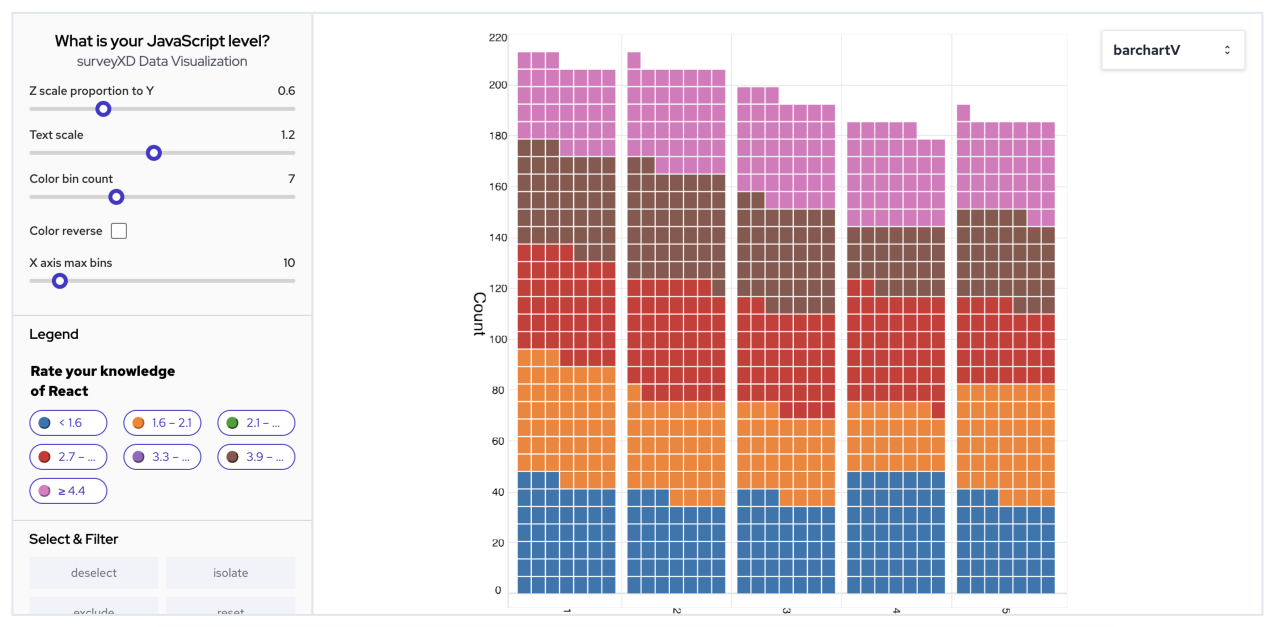 What is your JavaScript level?
surveyXD Data Visualization
Z scale proportion to Y 0.6
Text scale 1.2
Color bin count 7
Color reverse
X axis max bins 10
Legend
Rate your knowledge
of React
< 1.6
1.6 – 2.1
2.1 – ...
2.7 – ...
3.3 – ...
3.9 – ...
≥ 4.4
Select & Filter
deselect
isolate
exclude
reset
Count
220
200
180
160
140
120
100
80
60
40
20
0
1
2
3
4
5
barchartV